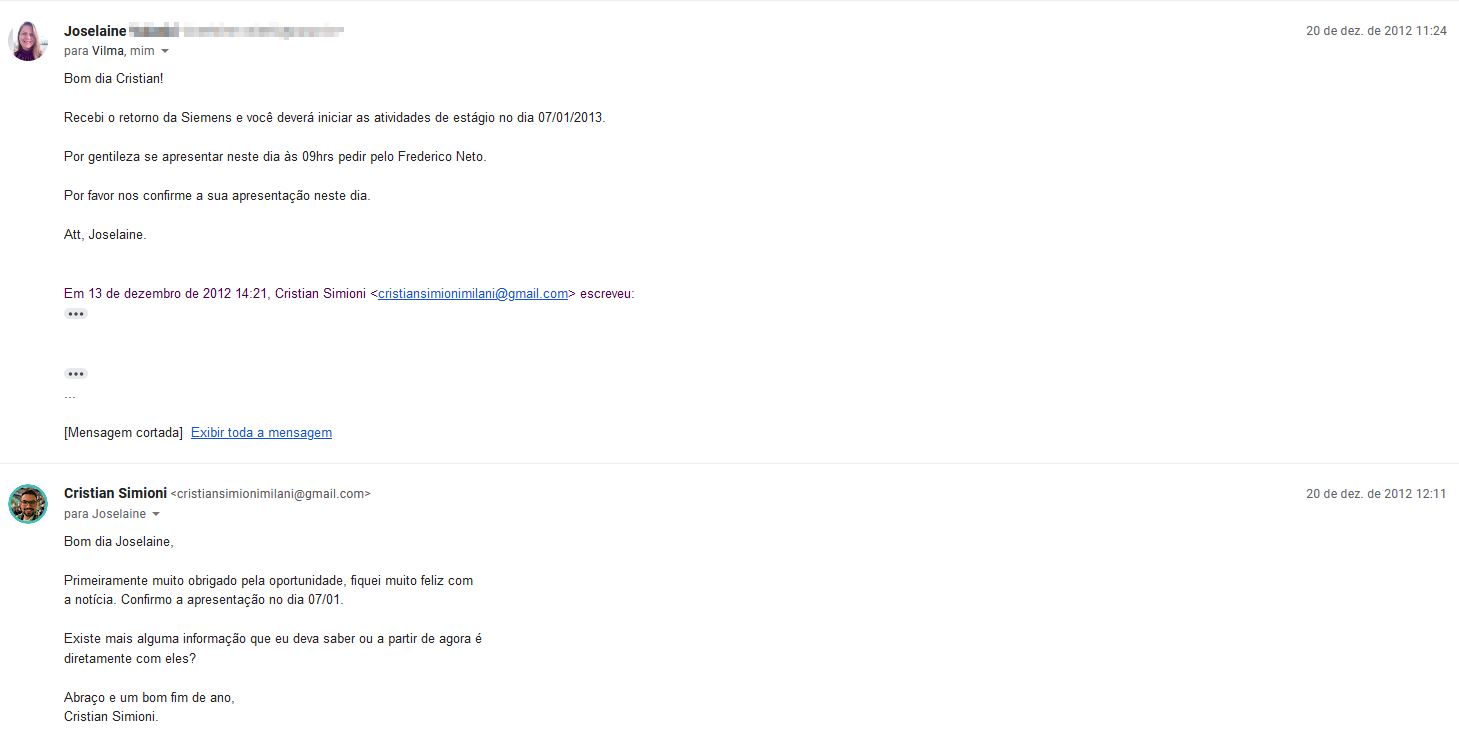 Joselaine
20 de dez. de 2012 11:24
para Vilma, mim
Bom dia Cristian!
Recebi o retorno da Siemens e você deverá iniciar as atividades de estágio no dia 07/01/2013.
Por gentileza se apresentar neste dia às 09hrs pedir pelo Frederico Neto.
Por favor nos confirme a sua apresentação neste dia.
Att, Joselaine.
Em 13 de dezembro de 2012 14:21, Cristian Simioni <cristiansimionimilani@gmail.com> escreveu:
...
[Mensagem cortada] Exibir toda a mensagem
Cristian Simioni <cristiansimionimilani@gmail.com>
20 de dez. de 2012 12:11
para Joselaine
Bom dia Joselaine,
Primeiramente muito obrigado pela oportunidade, fiquei muito feliz com
a notícia. Confirmo a apresentação no dia 07/01.
Existe mais alguma informação que eu deva saber ou a partir de agora é
diretamente com eles?
Abraço e um bom fim de ano,
Cristian Simioni.